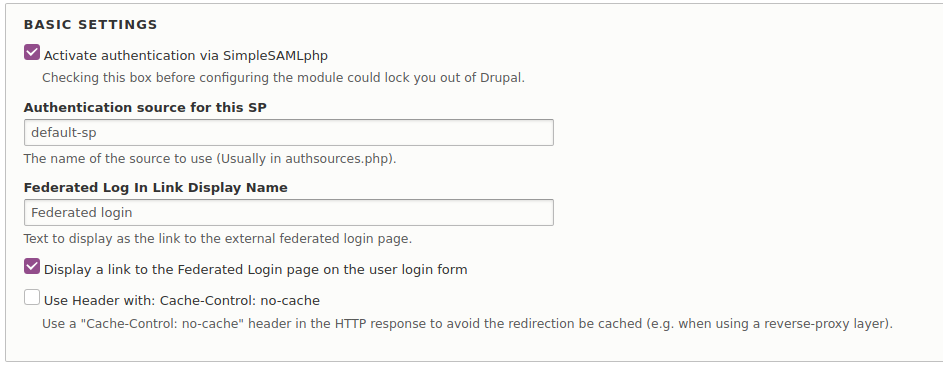 BASIC SETTINGS
Activate authentication via SimpleSAMLphp
Checking this box before configuring the module could lock you out of Drupal.
Authentication source for this SP
default-sp
The name of the source to use (Usually in authsources.php).
Federated Log In Link Display Name
Federated login
Text to display as the link to the external federated login page.
Display a link to the Federated Login page on the user login form
Use Header with: Cache-Control: no-cache
Use a "Cache-Control: no-cache" header in the HTTP response to avoid the redirection be cached (e.g. when using a reverse-proxy layer).